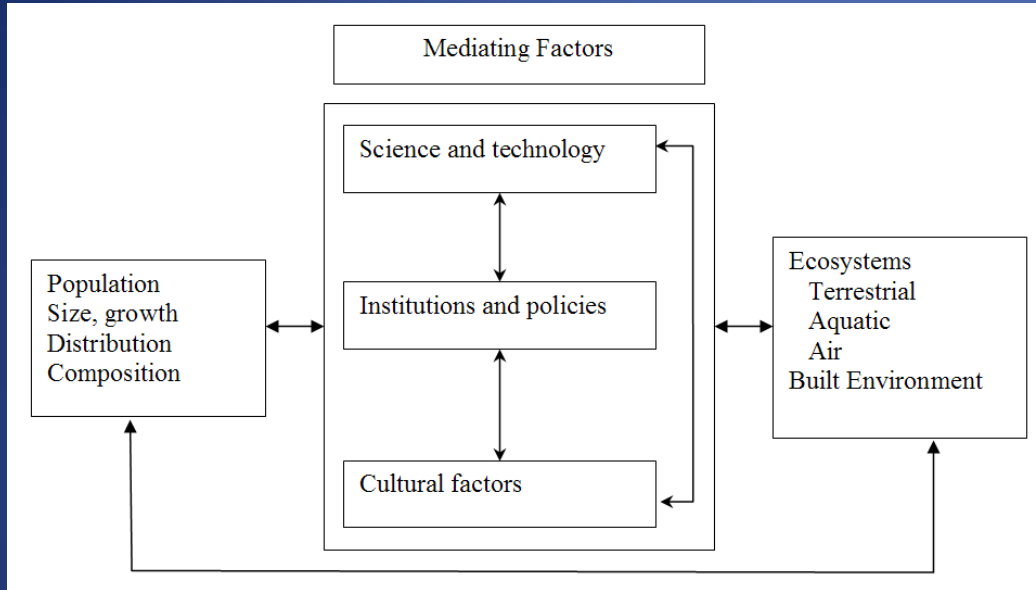 Mediating Factors
Science and technology
Institutions and policies
Cultural factors
Population
Size, growth
Distribution
Composition
Ecosystems
Terrestrial
Aquatic
Air
Built Environment